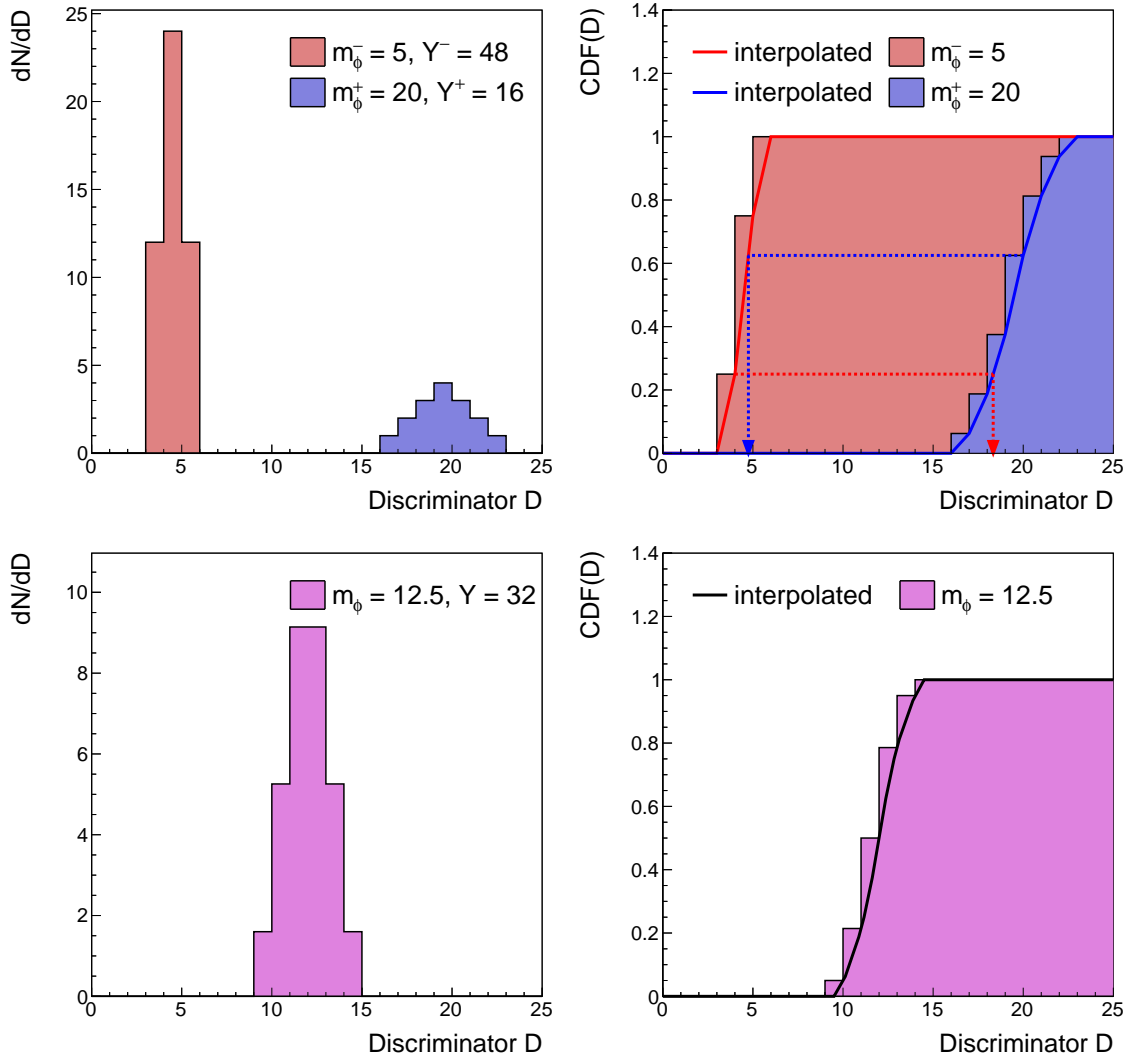 dN/dD
25
20
15
10
5
0
m_φ^- = 5, Y^- = 48
m_φ^+ = 20, Y^+ = 16
0 5 10 15 20 25
Discriminator D
CDF(D)
1.4
1.2
1
0.8
0.6
0.4
0.2
0
interpolated m_φ^- = 5
interpolated m_φ^+ = 20
0 5 10 15 20 25
Discriminator D
dN/dD
10
8
6
4
2
0
m_φ = 12.5, Y = 32
0 5 10 15 20 25
Discriminator D
CDF(D)
1.4
1.2
1
0.8
0.6
0.4
0.2
0
interpolated m_φ = 12.5
0 5 10 15 20 25
Discriminator D